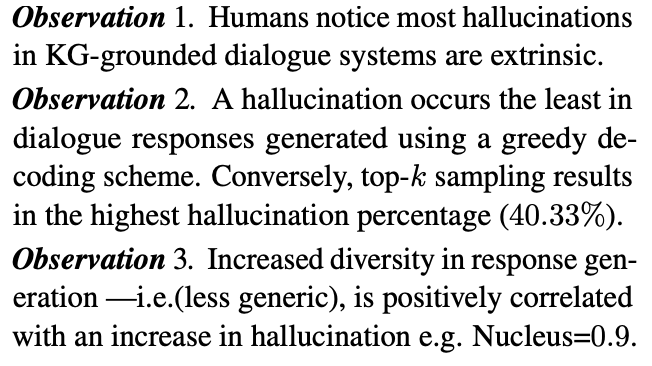 Observation 1. Humans notice most hallucinations
in KG-grounded dialogue systems are extrinsic.
Observation 2. A hallucination occurs the least in
dialogue responses generated using a greedy de-
coding scheme. Conversely, top-k sampling results
in the highest hallucination percentage (40.33%).
Observation 3. Increased diversity in response gen-
eration —i.e.(less generic), is positively correlated
with an increase in hallucination e.g. Nucleus=0.9.